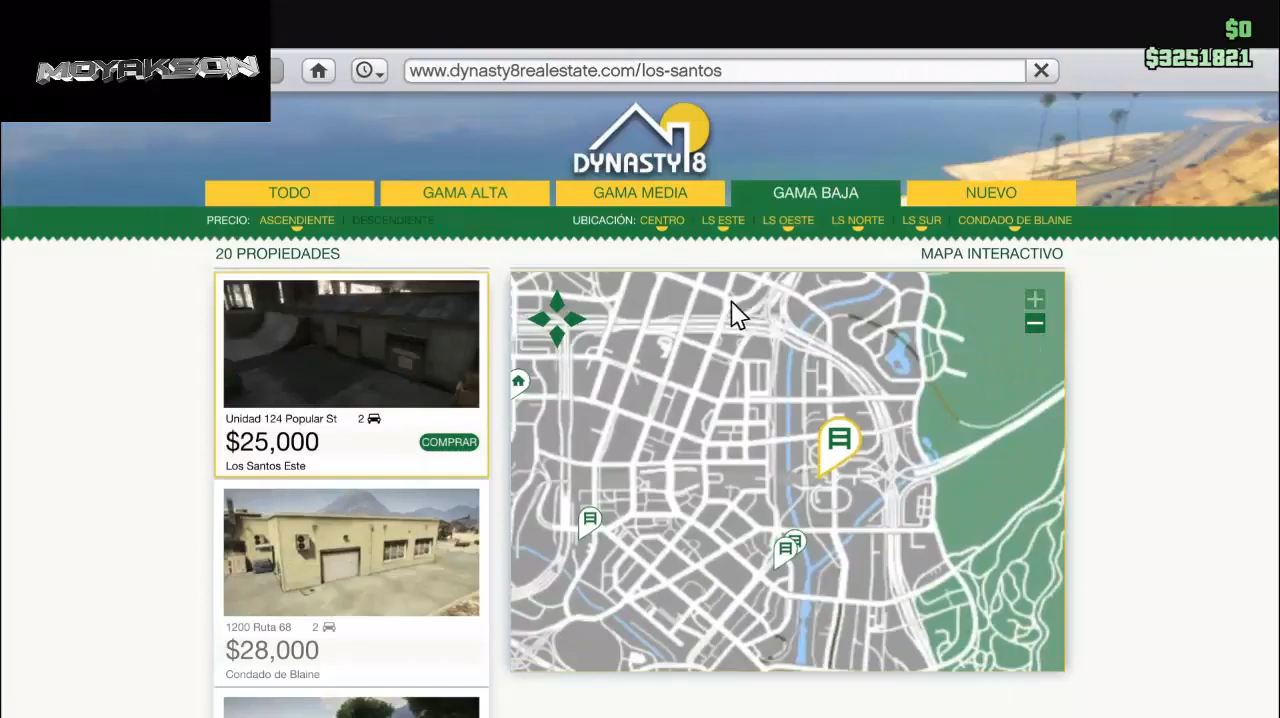 MOYAKSON
$0
$3251821
www.dynasty8realestate.com/los-santos
DYNASTY 8
TODO
GAMA ALTA
GAMA MEDIA
GAMA BAJA
NUEVO
PRECIO: ASCENDIENTE | DESCENDIENTE
UBICACIÓN: CENTRO | LS ESTE | LS OESTE | LS NORTE | LS SUR | CONDADO DE BLAINE
20 PROPIEDADES
MAPA INTERACTIVO
Unidad 124 Popular St 2
$25,000
COMPRAR
Los Santos Este
1200 Ruta 68 2
$28,000
Condado de Blaine